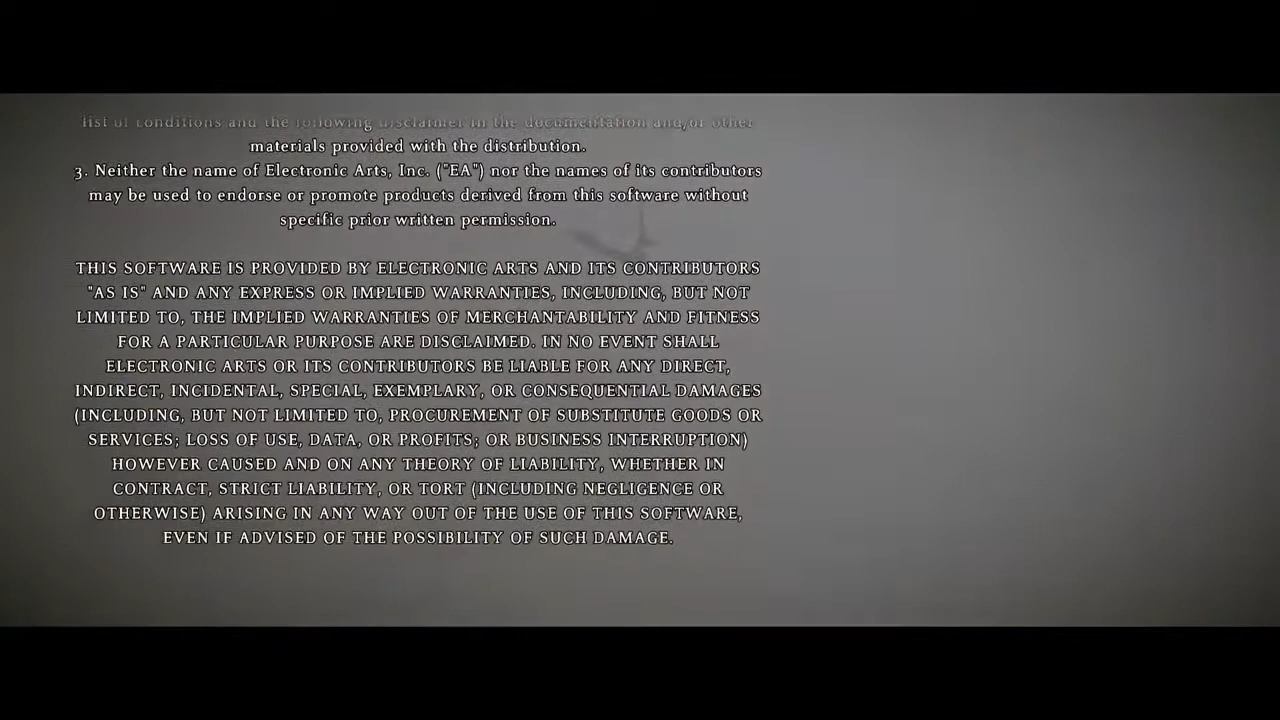 list of conditions and the following disclaimer in the documentation and/or other
materials provided with the distribution.
3. Neither the name of Electronic Arts, Inc. ("EA") nor the names of its contributors
may be used to endorse or promote products derived from this software without
specific prior written permission.
THIS SOFTWARE IS PROVIDED BY ELECTRONIC ARTS AND ITS CONTRIBUTORS
"AS IS" AND ANY EXPRESS OR IMPLIED WARRANTIES, INCLUDING, BUT NOT
LIMITED TO, THE IMPLIED WARRANTIES OF MERCHANTABILITY AND FITNESS
FOR A PARTICULAR PURPOSE ARE DISCLAIMED. IN NO EVENT SHALL
ELECTRONIC ARTS OR ITS CONTRIBUTORS BE LIABLE FOR ANY DIRECT,
INDIRECT, INCIDENTAL, SPECIAL, EXEMPLARY, OR CONSEQUENTIAL DAMAGES
(INCLUDING, BUT NOT LIMITED TO, PROCUREMENT OF SUBSTITUTE GOODS OR
SERVICES; LOSS OF USE, DATA, OR PROFITS; OR BUSINESS INTERRUPTION)
HOWEVER CAUSED AND ON ANY THEORY OF LIABILITY, WHETHER IN
CONTRACT, STRICT LIABILITY, OR TORT (INCLUDING NEGLIGENCE OR
OTHERWISE) ARISING IN ANY WAY OUT OF THE USE OF THIS SOFTWARE,
EVEN IF ADVISED OF THE POSSIBILITY OF SUCH DAMAGE.